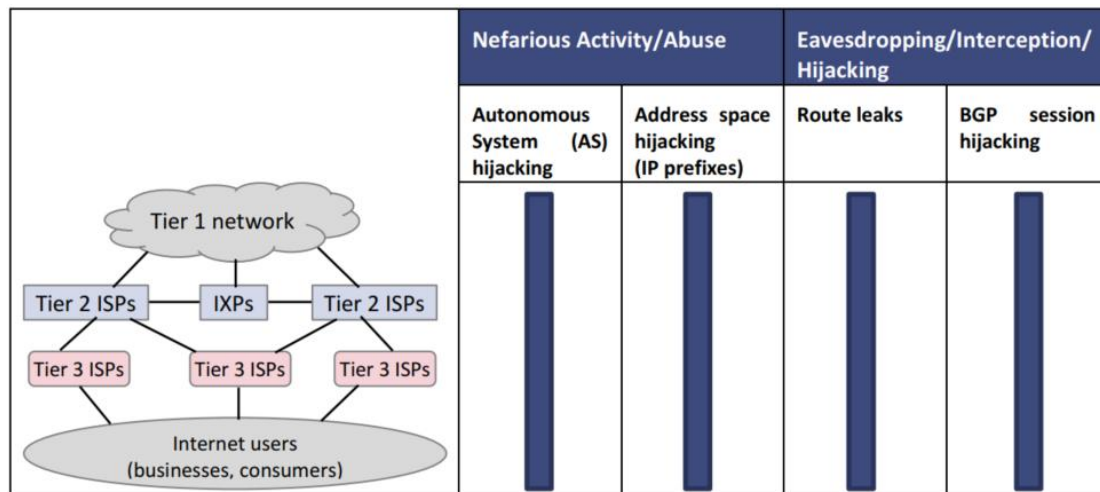 Nefarious Activity/Abuse
Eavesdropping/Interception/
Hijacking
Autonomous
System (AS)
hijacking
Address space
hijacking
(IP prefixes)
Route leaks
BGP session
hijacking
Tier 1 network
Tier 2 ISPs
IXPs
Tier 2 ISPs
Tier 3 ISPs
Tier 3 ISPs
Tier 3 ISPs
Internet users
(businesses, consumers)